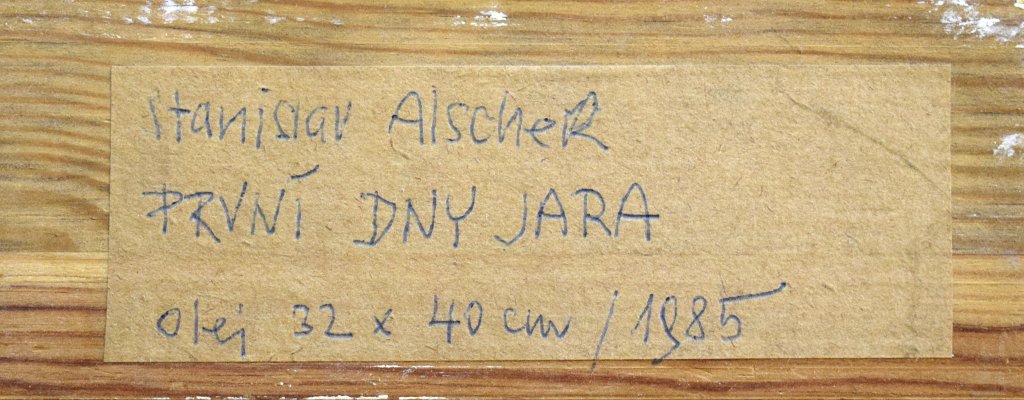 Stanislav AlscheR
PRVNÍ DNY JARA
olej 32 x 40 cm / 1985